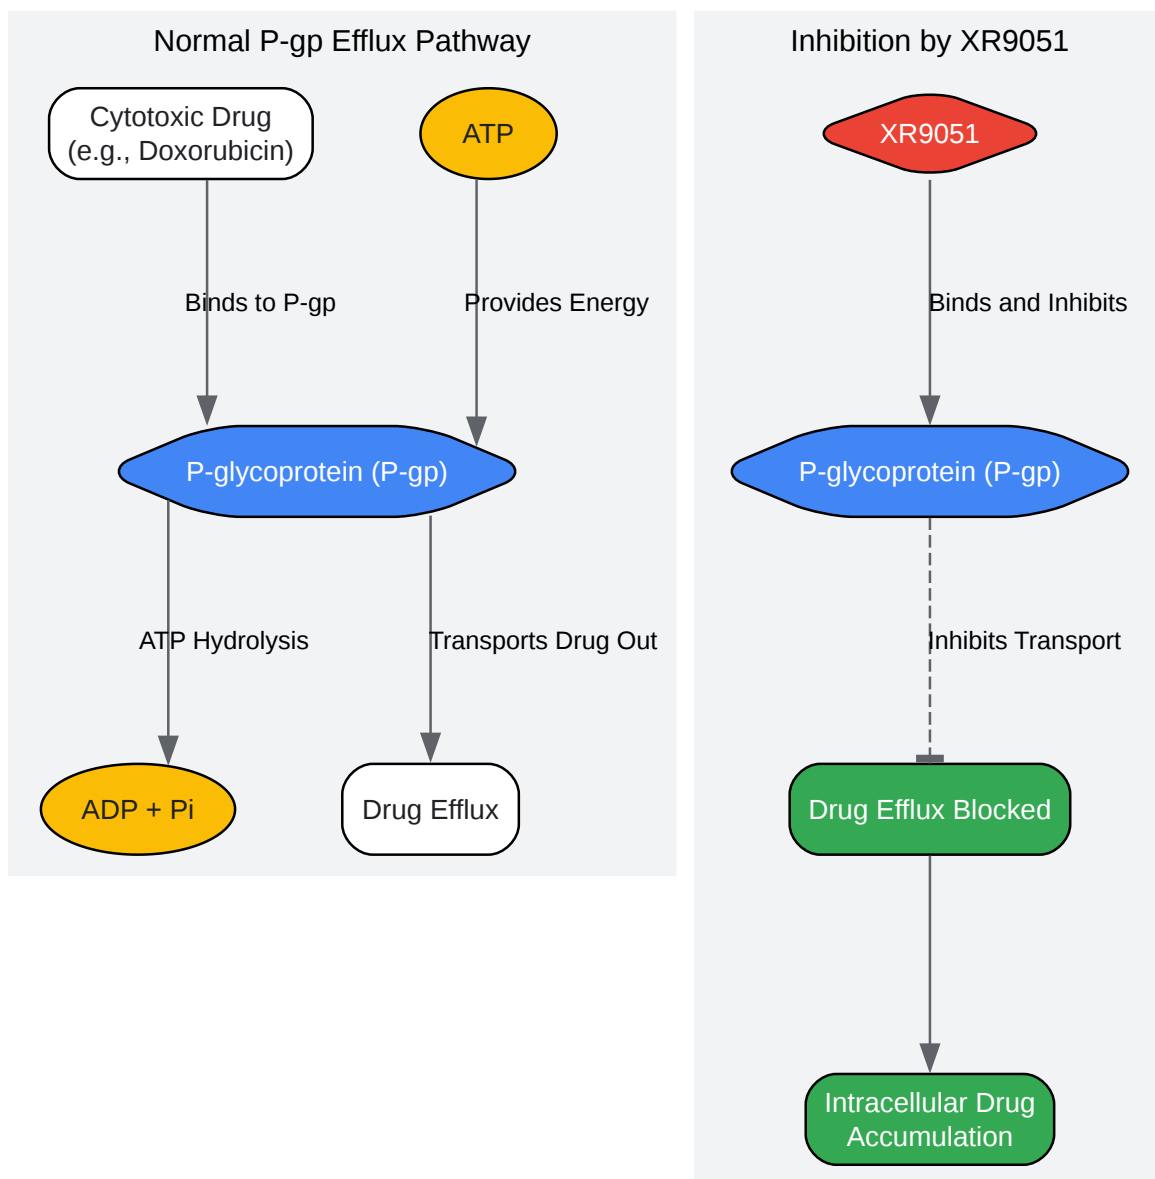 Normal P-gp Efflux Pathway
Cytotoxic Drug
(e.g., Doxorubicin)
ATP
Binds to P-gp
Provides Energy
P-glycoprotein (P-gp)
ATP Hydrolysis
Transports Drug Out
ADP + Pi
Drug Efflux
Inhibition by XR9051
XR9051
Binds and Inhibits
P-glycoprotein (P-gp)
Inhibits Transport
Drug Efflux Blocked
Intracellular Drug
Accumulation